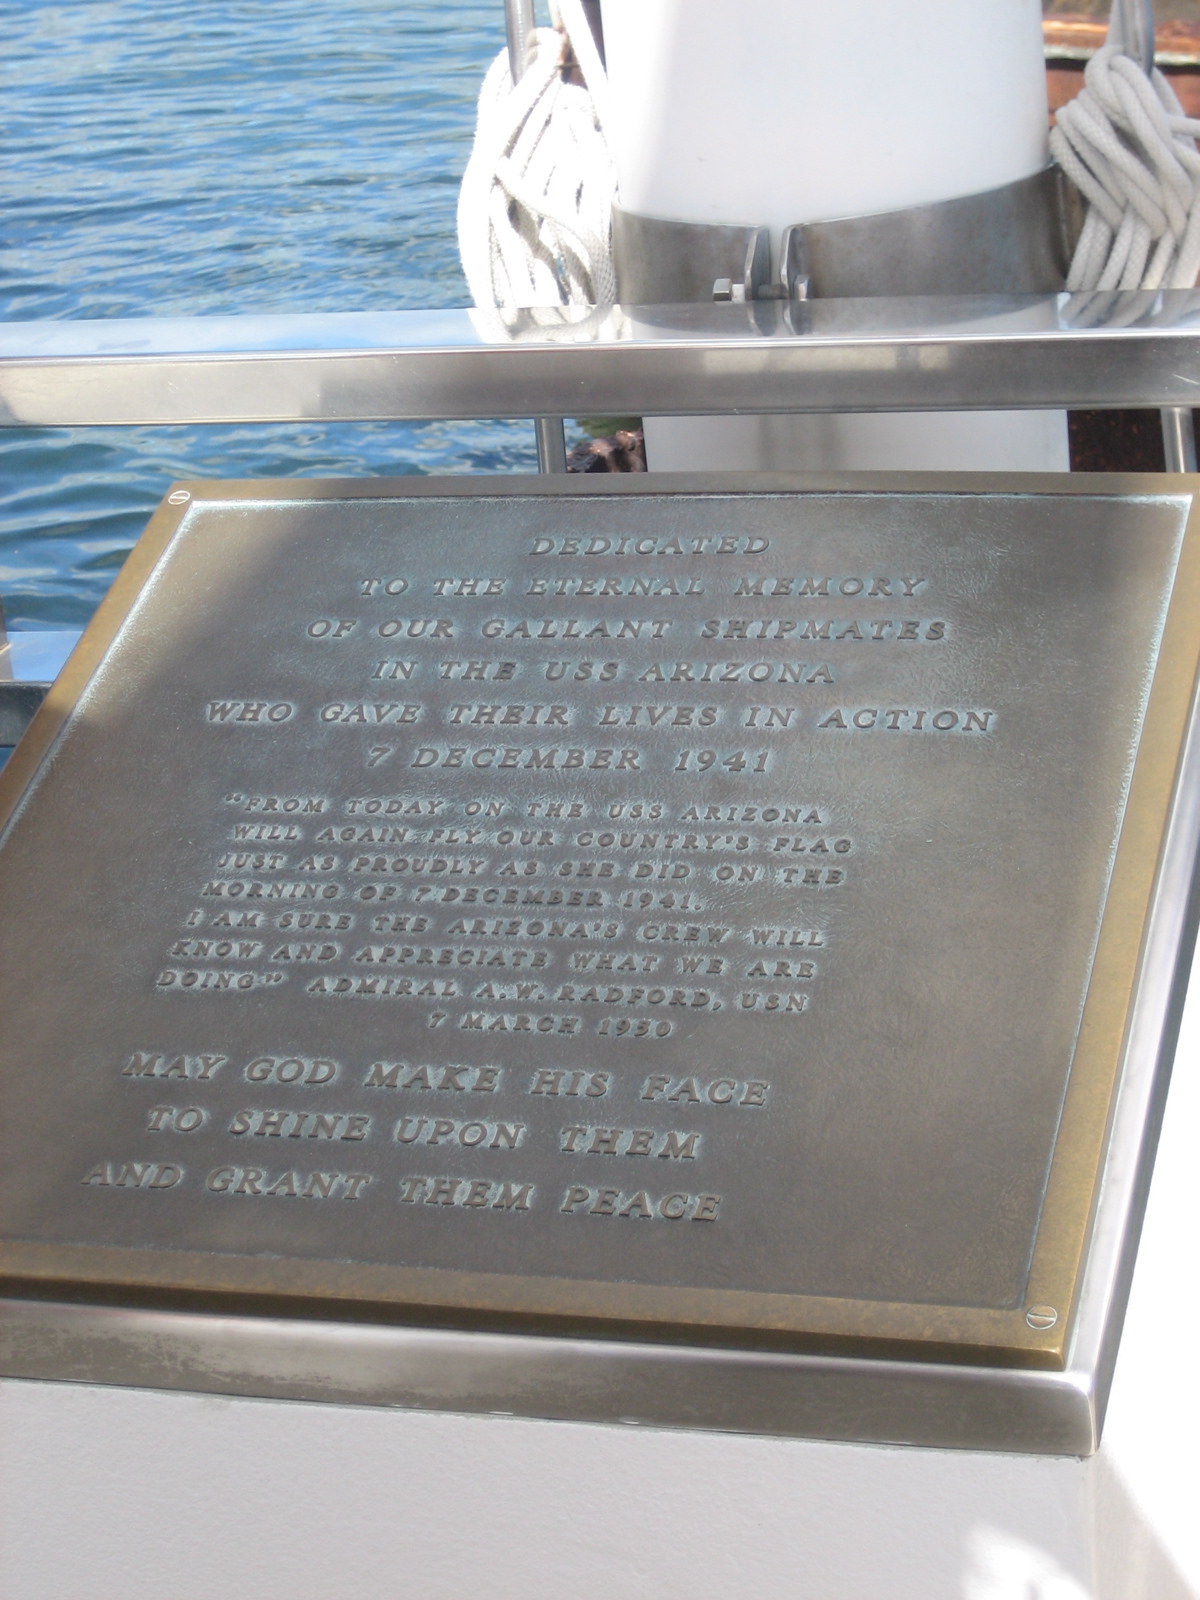 DEDICATED
TO THE ETERNAL MEMORY
OF OUR GALLANT SHIPMATES
IN THE USS ARIZONA
WHO GAVE THEIR LIVES IN ACTION
7 DECEMBER 1941
"FROM TODAY ON THE USS ARIZONA
WILL AGAIN FLY OUR COUNTRY'S FLAG
JUST AS PROUDLY AS SHE DID ON THE
MORNING OF 7 DECEMBER 1941.
I AM SURE THE ARIZONA'S CREW WILL
KNOW AND APPRECIATE WHAT WE ARE
DOING" ADMIRAL A.W. RADFORD, USN
7 MARCH 1950
MAY GOD MAKE HIS FACE
TO SHINE UPON THEM
AND GRANT THEM PEACE